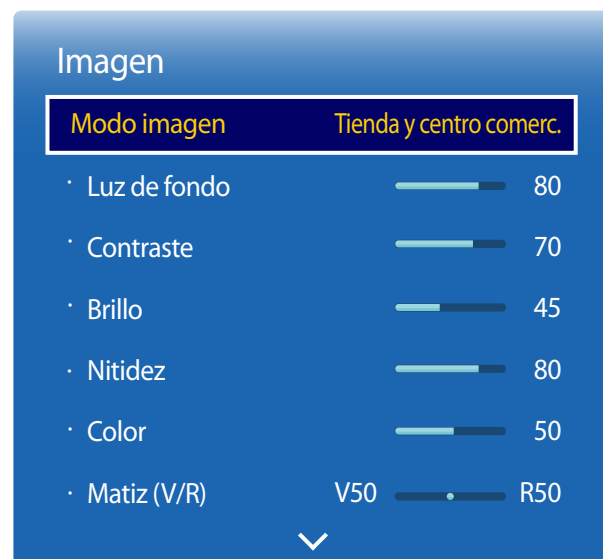 Imagen
Modo imagen Tienda y centro comerc.
· Luz de fondo 80
· Contraste 70
· Brillo 45
· Nitidez 80
· Color 50
· Matiz (V/R) V50 R50